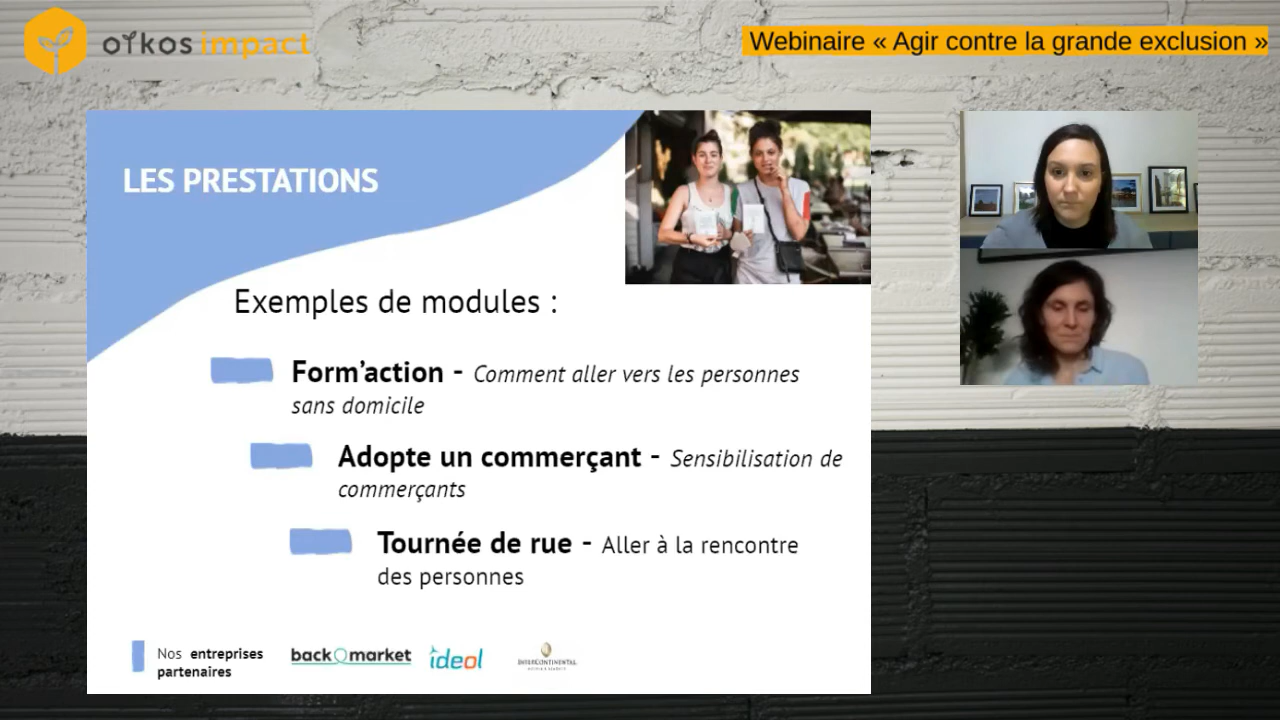 oikos impact
Webinaire « Agir contre la grande exclusion »
LES PRESTATIONS
Exemples de modules :
Form’action - Comment aller vers les personnes
sans domicile
Adopte un commerçant - Sensibilisation de
commerçants
Tournée de rue - Aller à la rencontre
des personnes
Nos entreprises
partenaires
back market
ideol
INTERCONTINENTAL